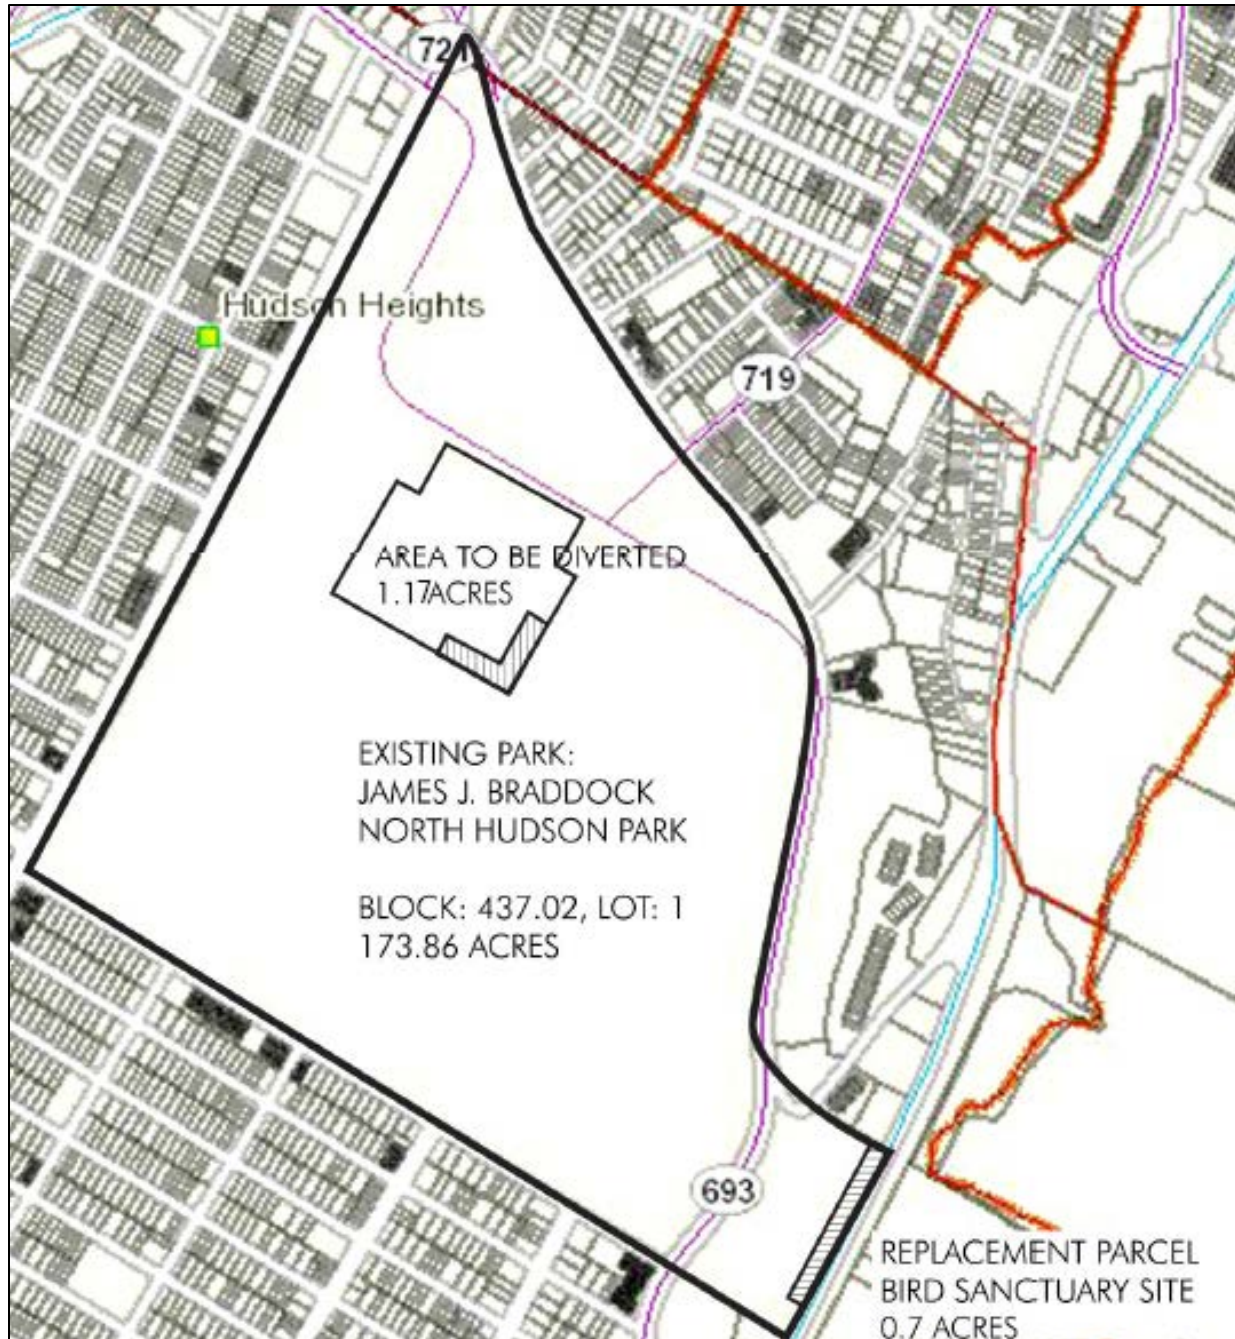 721
Hudson Heights
719
AREA TO BE DIVERTED
1.17ACRES
EXISTING PARK:
JAMES J. BRADDOCK
NORTH HUDSON PARK
BLOCK: 437.02, LOT: 1
173.86 ACRES
693
REPLACEMENT PARCEL
BIRD SANCTUARY SITE
0.7 ACRES